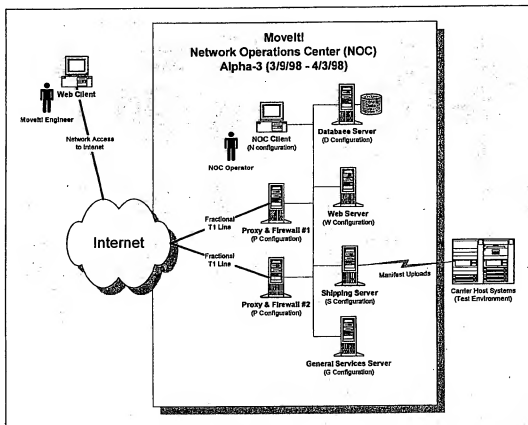 MoveIt!
Network Operations Center (NOC)
Alpha-3 (3/9/98 - 4/3/98)
Web Client
MoveIt! Engineer
Network Access
to Intanet
Internet
Fractional
T1 Line
Fractional
T1 Line
NOC Client
(N configuration)
NOC Operator
Database Server
(D Configuration)
Proxy & Firewall #1
(P Configuration)
Web Server
(W Configuration)
Proxy & Firewall #2
(P Configuration)
Shipping Server
(S Configuration)
Manifest Uploads
Carrier Host Systems
(Test Environment)
General Services Server
(G Configuration)